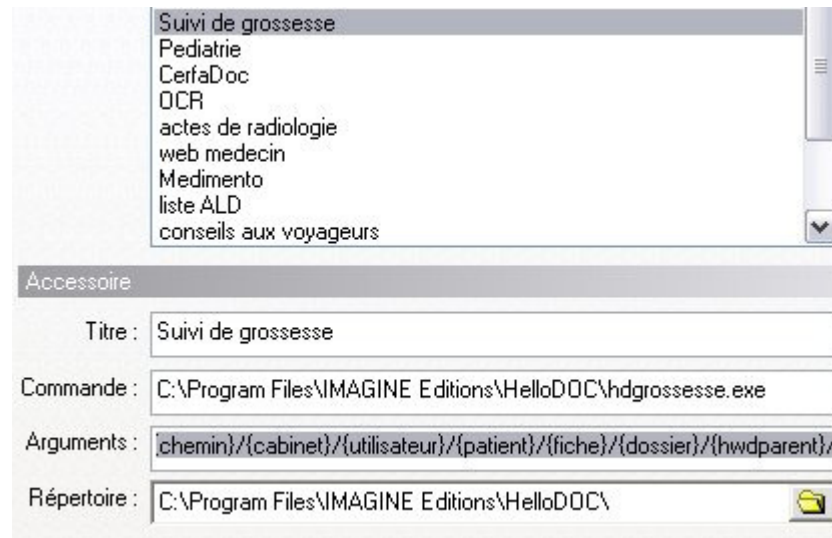 Suivi de grossesse
Pediatrie
CerfaDoc
OCR
actes de radiologie
web medecin
Medimento
liste ALD
conseils aux voyageurs
Accessoire
Titre : Suivi de grossesse
Commande : C:\Program Files\IMAGINE Editions\HelloDOC\hdgrossesse.exe
Arguments : chemin}/{cabinet}/{utilisateur}/{patient}/{fiche}/{dossier}/{hwdparent}/
Répertoire : C:\Program Files\IMAGINE Editions\HelloDOC\